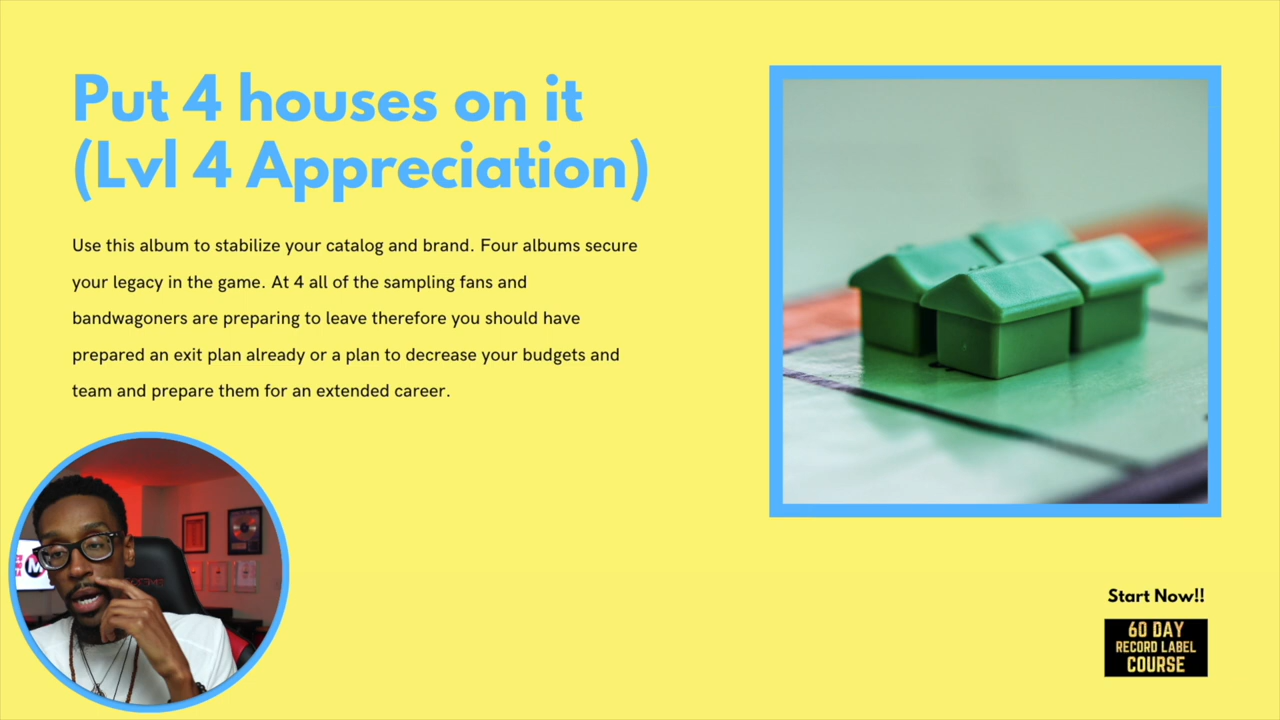 Put 4 houses on it
(Lvl 4 Appreciation)
Use this album to stabilize your catalog and brand. Four albums secure
your legacy in the game. At 4 all of the sampling fans and
bandwagoners are preparing to leave therefore you should have
prepared an exit plan already or a plan to decrease your budgets and
team and prepare them for an extended career.
Start Now!!
60 DAY
RECORD LABEL
COURSE